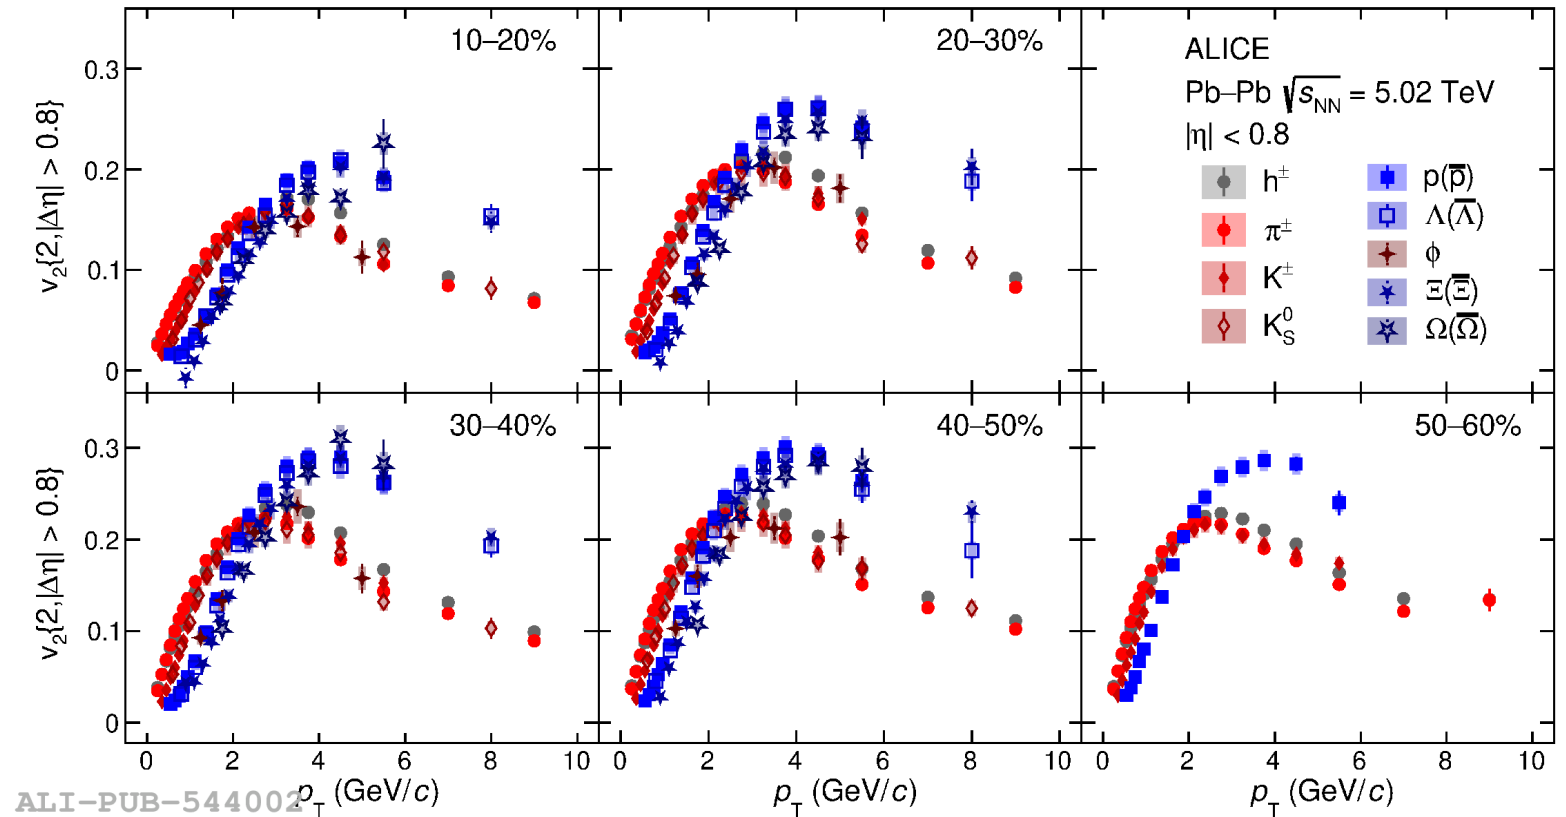 10–20%
20–30%
ALICE
Pb–Pb √sNN = 5.02 TeV
|η| < 0.8
h±
π±
K±
K0S
p(p̅)
Λ(Λ̅)
ϕ
Ξ(Ξ̅)
Ω(Ω̅)
v2{2,|Δη| > 0.8}
0.3
0.2
0.1
0
30–40%
40–50%
50–60%
v2{2,|Δη| > 0.8}
0.3
0.2
0.1
0
0 2 4 6 8 10
0 2 4 6 8 10
0 2 4 6 8 10
pT (GeV/c)
pT (GeV/c)
pT (GeV/c)
ALI-PUB-544002